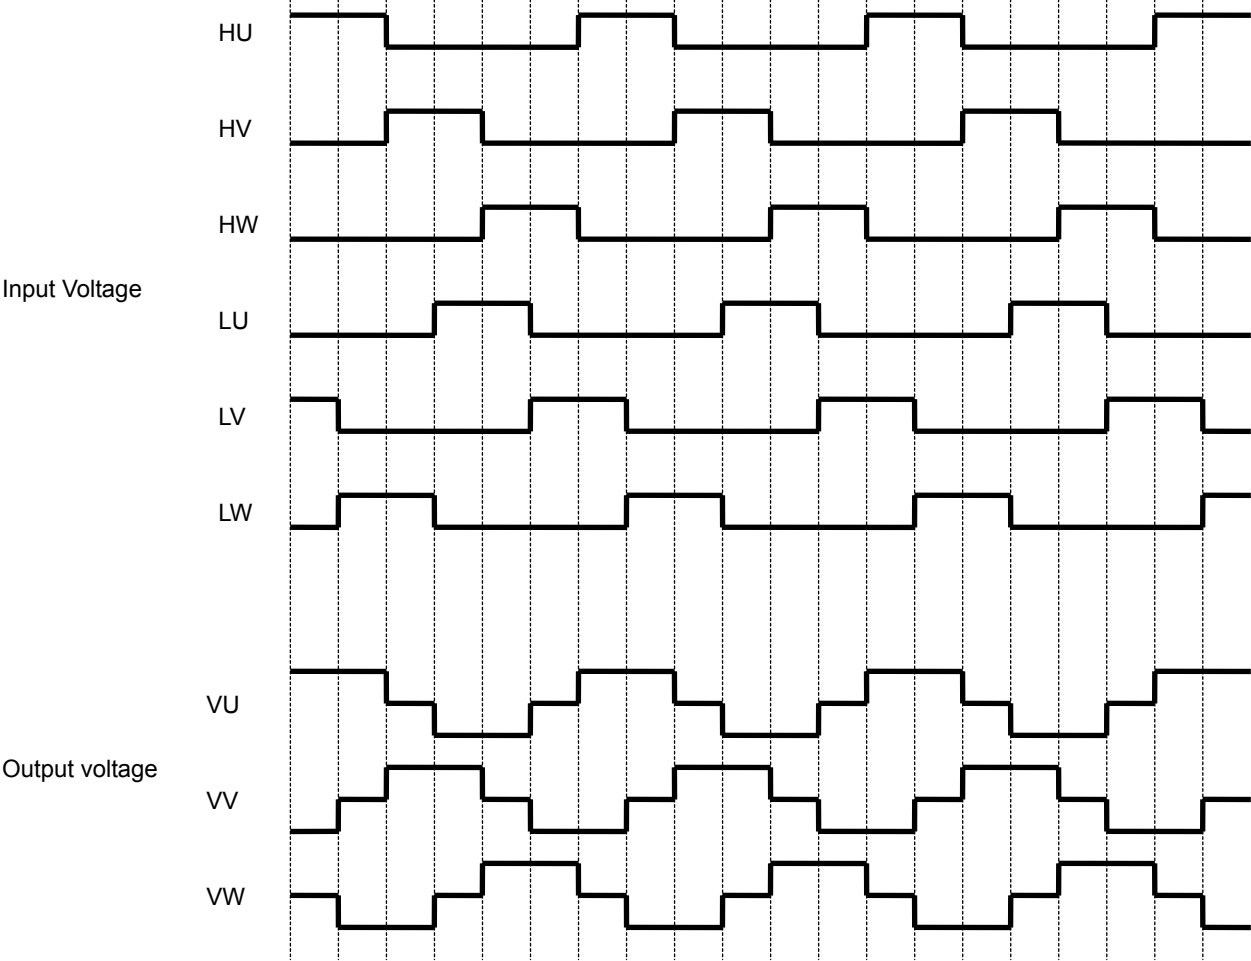 HU
HV
HW
Input Voltage
LU
LV
LW
VU
Output voltage
VV
VW